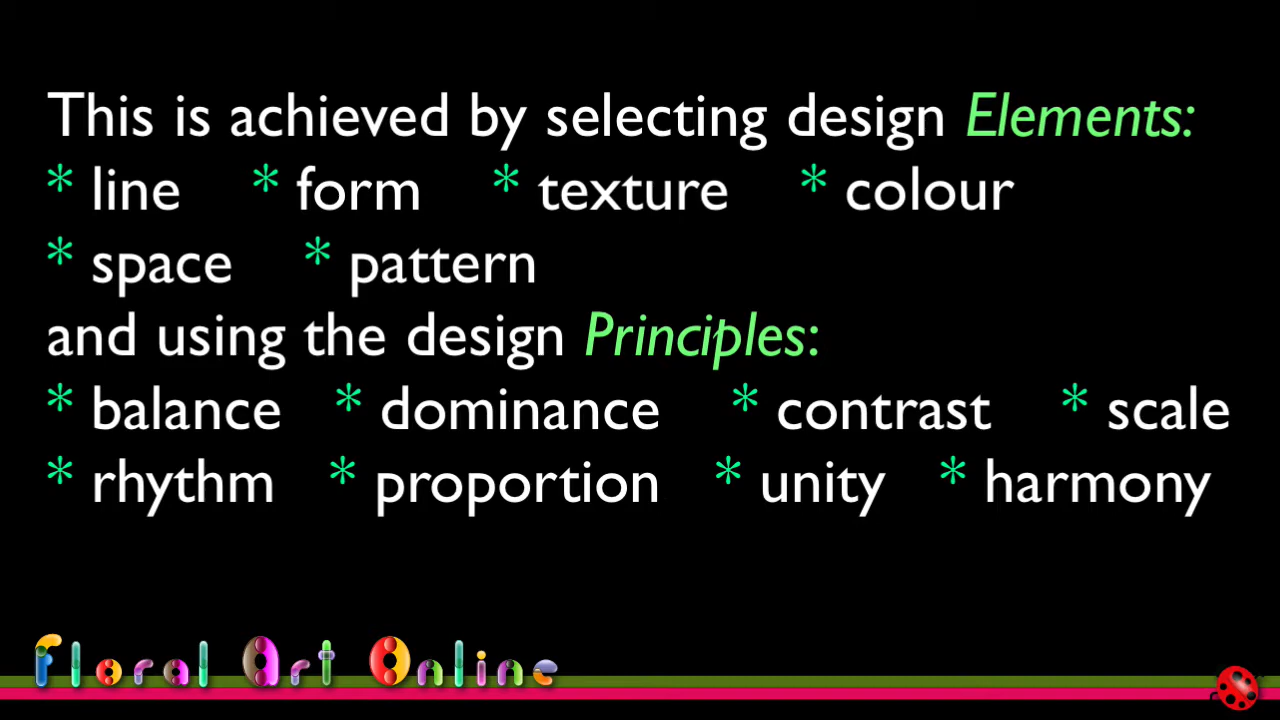 This is achieved by selecting design Elements:
* line * form * texture * colour
* space * pattern
and using the design Principles:
* balance * dominance * contrast * scale
* rhythm * proportion * unity * harmony
Floral Art Online